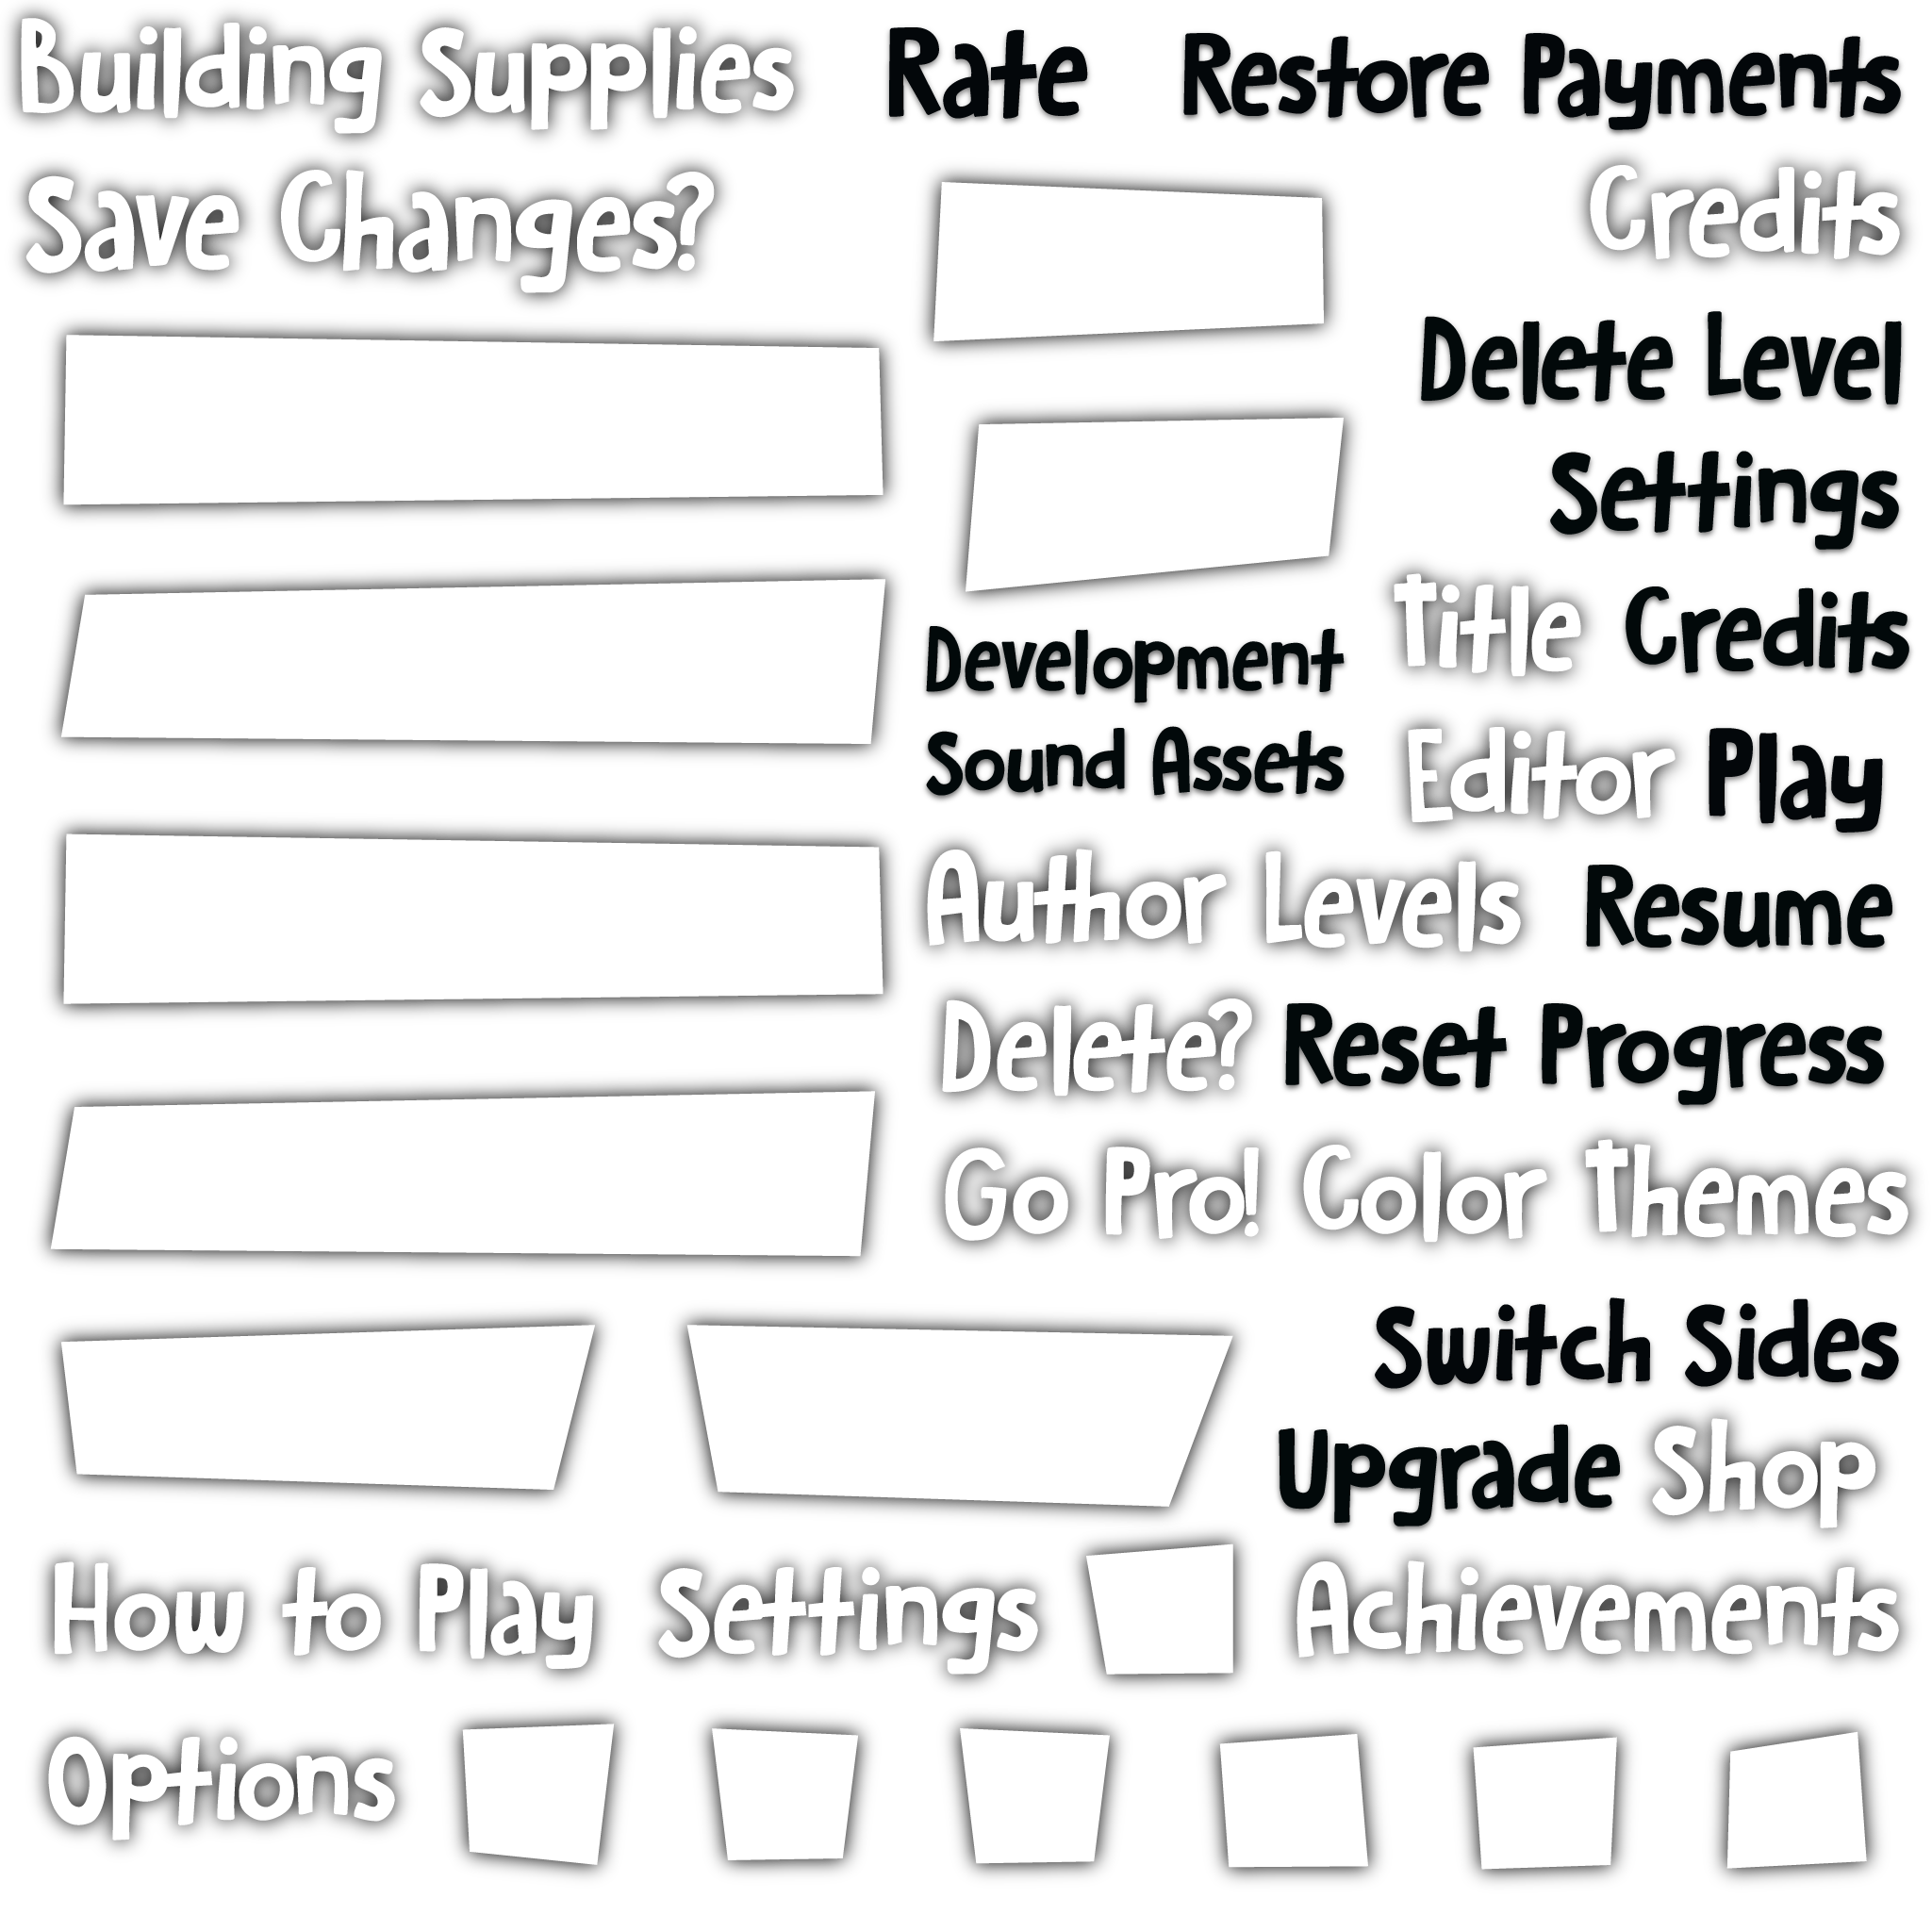 Building Supplies Rate Restore Payments
Save Changes? Credits
Delete Level
Settings
Title Credits
Development
Sound Assets
Editor Play
Author Levels Resume
Delete? Reset Progress
Go Pro! Color Themes
Switch Sides
Upgrade Shop
How to Play Settings Achievements
Options